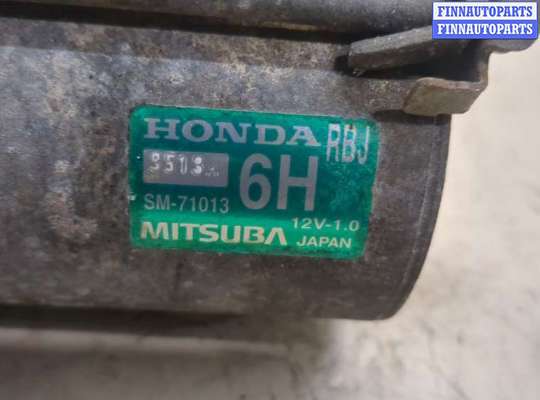 FINNAUTOPARTS
FINNAUTOPARTS
HONDA RBJ
6H
SM-71013
12V-1.0
MITSUBA JAPAN